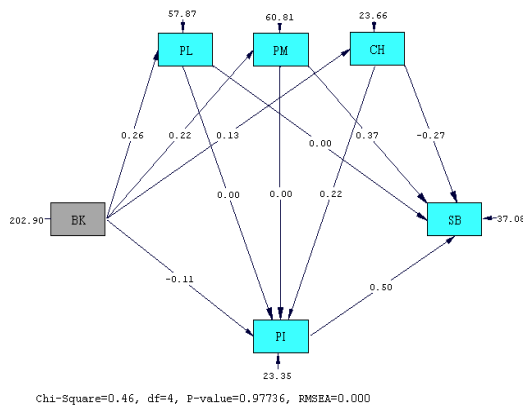 57.87
60.81
23.66
PL
PM
CH
0.26
0.22
0.13
0.00
0.37
-0.27
0.00
0.00
0.22
202.90
BK
SB
37.08
-0.11
0.50
PI
23.35
Chi-Square=0.46, df=4, P-value=0.97736, RMSEA=0.000